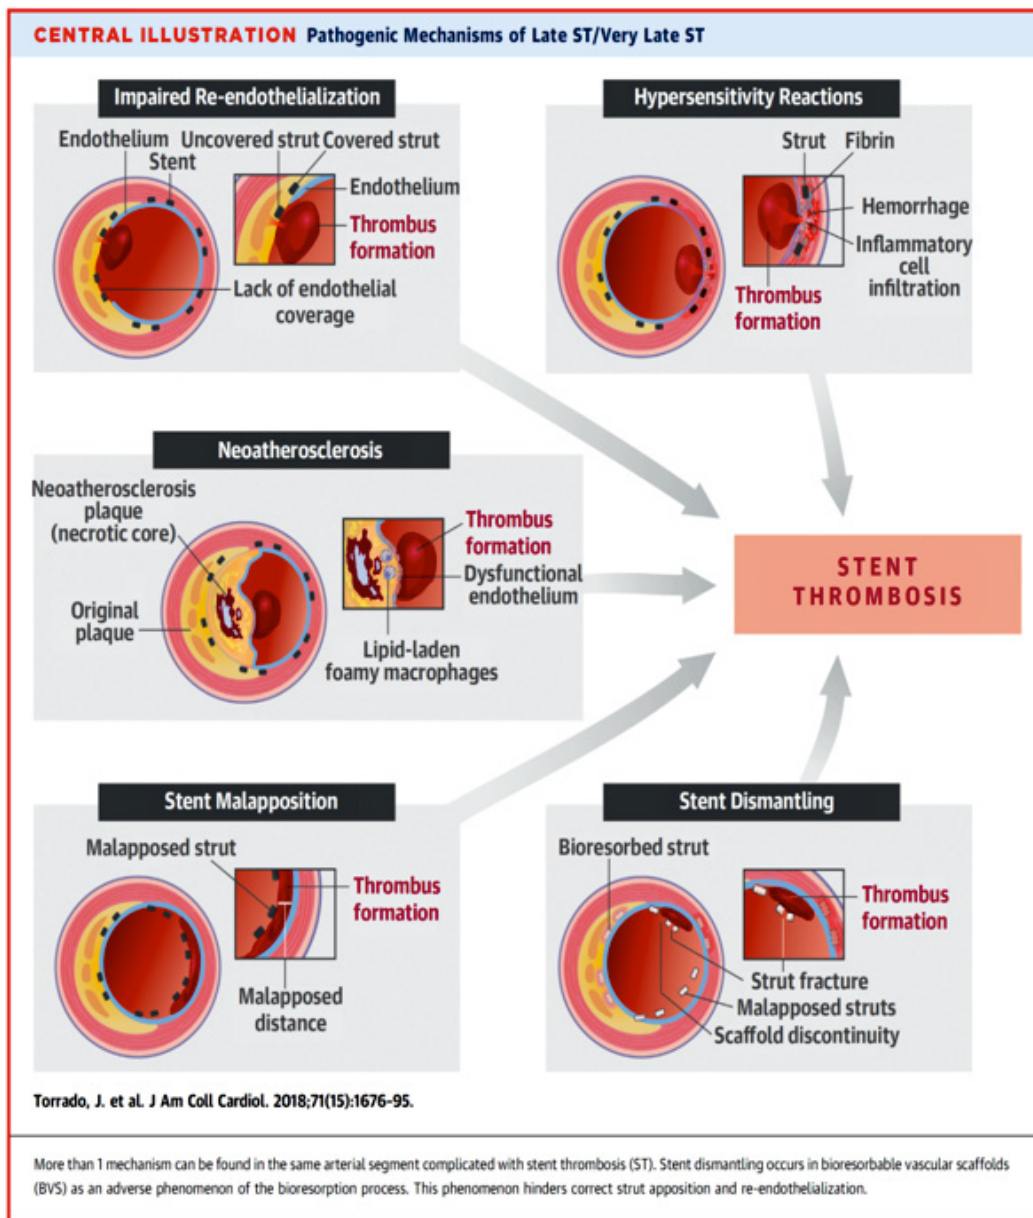 CENTRAL ILLUSTRATION Pathogenic Mechanisms of Late ST/Very Late ST
Impaired Re-endothelialization
Endothelium
Uncovered strut
Covered strut
Stent
Endothelium
Thrombus
formation
Lack of endothelial
coverage
Hypersensitivity Reactions
Strut
Fibrin
Hemorrhage
Inflammatory
cell
infiltration
Thrombus
formation
Neoatherosclerosis
Neoatherosclerosis
plaque
(necrotic core)
Original
plaque
Thrombus
formation
Dysfunctional
endothelium
Lipid-laden
foamy macrophages
STENT
THROMBOSIS
Stent Malapposition
Malapposed strut
Thrombus
formation
Malapposed
distance
Stent Dismantling
Bioresorbed strut
Thrombus
formation
Strut fracture
Malapposed struts
Scaffold discontinuity
Torrado, J. et al. J Am Coll Cardiol. 2018;71(15):1676-95.
More than 1 mechanism can be found in the same arterial segment complicated with stent thrombosis (ST). Stent dismantling occurs in bioresorbable vascular scaffolds
(BVS) as an adverse phenomenon of the bioresorption process. This phenomenon hinders correct strut apposition and re-endothelialization.